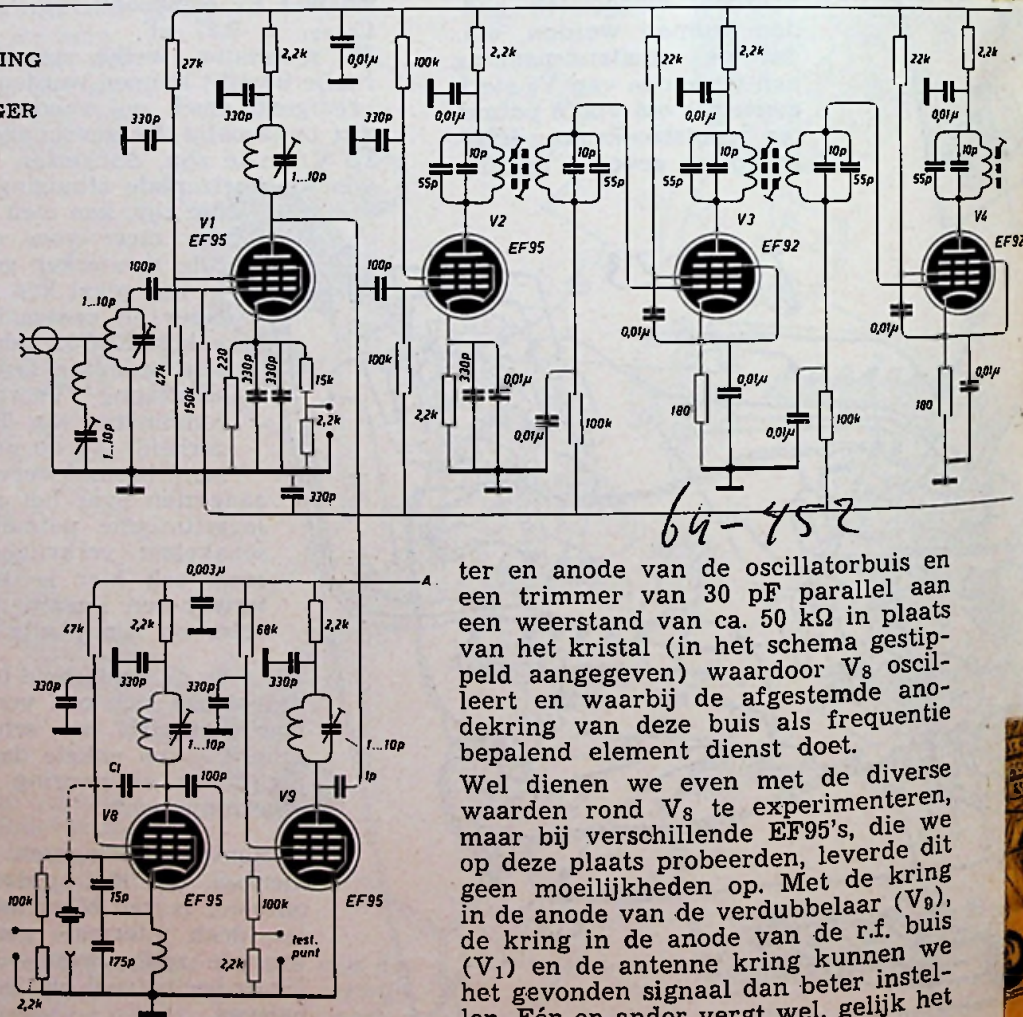 ING
GER
27k
2,2k
0,01µ
100k
2,2k
22k
2,2k
22k
2,2k
330p
330p
330p
0,01µ
0,01µ
0,01µ
1...10p
55p
10p
10p
55p
55p
10p
10p
55p
55p
10p
V1
EF95
V2
EF95
V3
EF92
V4
EF92
100p
100p
1...10p
0,01µ
0,01µ
0,01µ
47k
150k
220
330p
330p
15k
2,2k
100k
2,2k
330p
0,01µ
0,01µ
100k
180
0,01µ
0,01µ
100k
180
0,01µ
1...10p
330p
64-452
0,003µ
A
47k
2,2k
68k
2,2k
330p
330p
330p
330p
1...10p
1...10p
C1
100p
1p
V8
V9
EF95
EF95
100k
15p
175p
2,2k
100k
2,2k
test.
punt
ter en anode van de oscillatorbuis en
een trimmer van 30 pF parallel aan
een weerstand van ca. 50 kΩ in plaats
van het kristal (in het schema gestip-
peld aangegeven) waardoor V8 oscil-
leert en waarbij de afgestemde ano-
dekring van deze buis als frequentie
bepalend element dienst doet.
Wel dienen we even met de diverse
waarden rond V8 te experimenteren,
maar bij verschillende EF95's, die we
op deze plaats probeerden, leverde dit
geen moeilijkheden op. Met de kring
in de anode van de verdubbelaar (V9),
de kring in de anode van de r.f. buis
(V1) en de antenne kring kunnen we
het gevonden signaal dan beter instel-
len. Eén en ander vergt wel, gelijk het